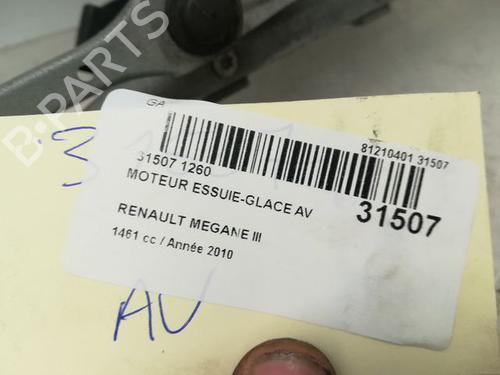 B-PARTS
GA
81210401 31507
31507 1260
MOTEUR ESSUIE-GLACE AV
31507
RENAULT MEGANE III
1461 cc / Année 2010
AV